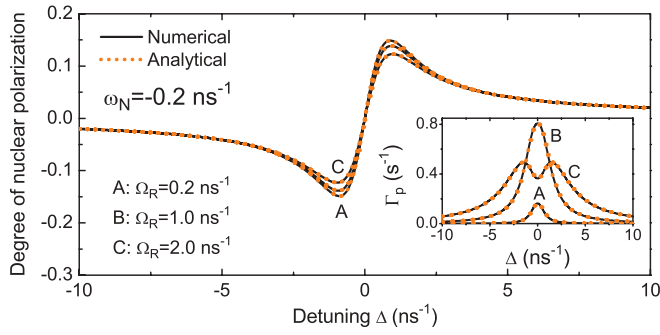 0.2
0.1
0.0
-0.1
-0.2
-0.3
Degree of nuclear polarization
Numerical
Analytical
ω_N=-0.2 ns⁻¹
C
A
A: Ω_R=0.2 ns⁻¹
B: Ω_R=1.0 ns⁻¹
C: Ω_R=2.0 ns⁻¹
0.8
0.4
0.0
Γ_p (s⁻¹)
B
C
A
-10 -5 0 5 10
Δ (ns⁻¹)
-10 -5 0 5 10
Detuning Δ (ns⁻¹)